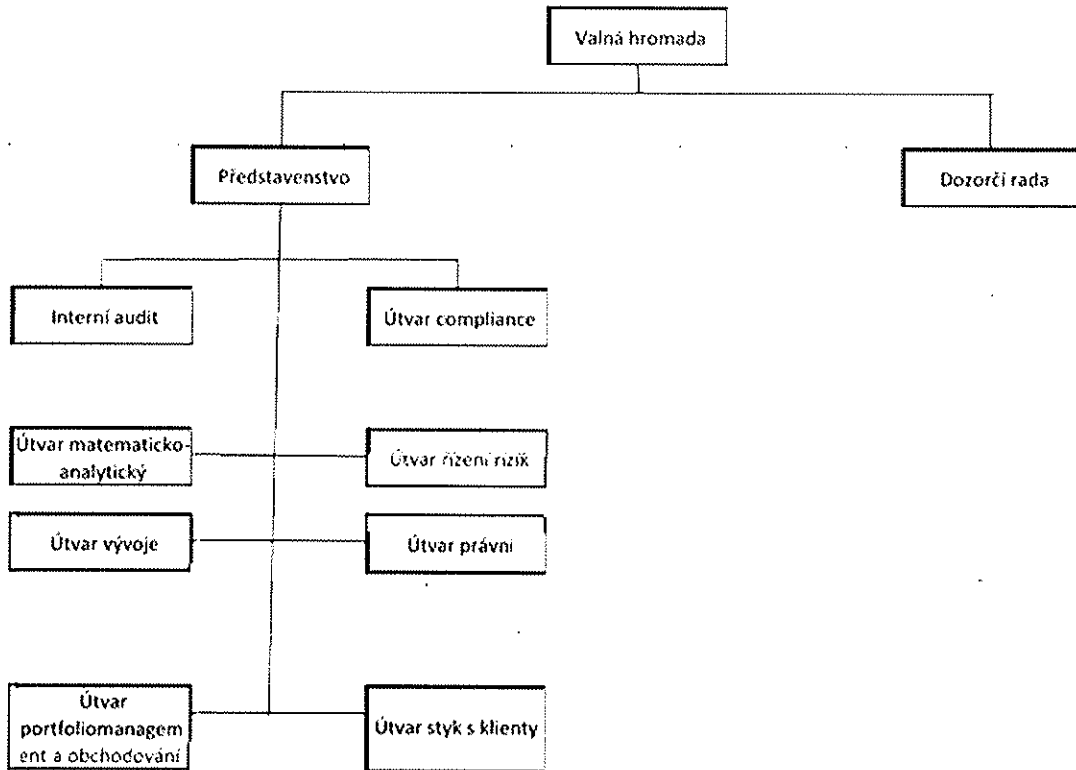 Valná hromada
Představenstvo
Dozorčí rada
Interní audit
Útvar compliance
Útvar matematicko-
analytický
Útvar řízení rizik
Útvar vývoje
Útvar právní
Útvar
portfoliomanagem
ent a obchodování
Útvar styk s klienty